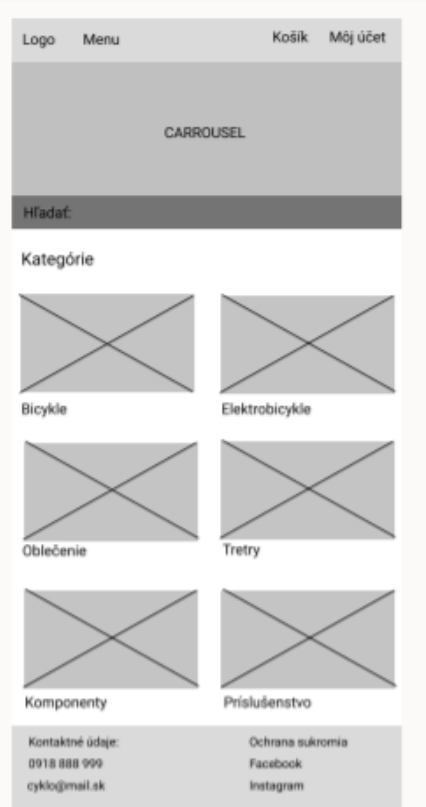 Logo Menu Košík Môj účet
CARROUSEL
Hľadať:
Kategórie
Bicykle Elektrobicykle
Oblečenie Tretry
Komponenty Príslušenstvo
Kontaktné údaje: Ochrana sukromia
0918 888 999 Facebook
cyklo@mail.sk Instagram